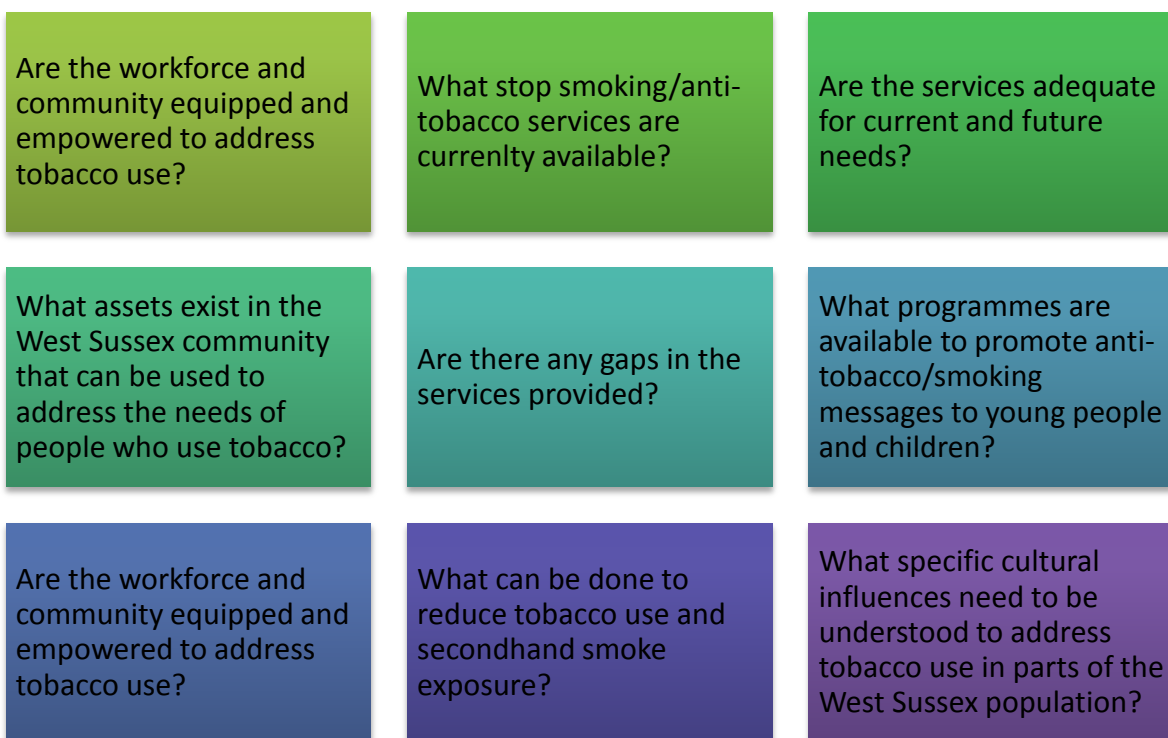 Are the workforce and
community equipped and
empowered to address
tobacco use?
What stop smoking/anti-
tobacco services are
currenlty available?
Are the services adequate
for current and future
needs?
What assets exist in the
West Sussex community
that can be used to
address the needs of
people who use tobacco?
Are there any gaps in the
services provided?
What programmes are
available to promote anti-
tobacco/smoking
messages to young people
and children?
Are the workforce and
community equipped and
empowered to address
tobacco use?
What can be done to
reduce tobacco use and
secondhand smoke
exposure?
What specific cultural
influences need to be
understood to address
tobacco use in parts of the
West Sussex population?